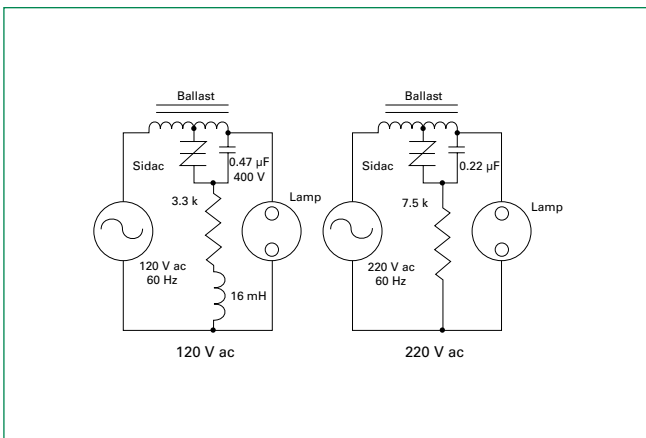 Ballast
Sidac
0.47 µF
400 V
3.3 k
Lamp
120 V ac
60 Hz
16 mH
120 V ac
Ballast
Sidac
0.22 µF
7.5 k
Lamp
220 V ac
60 Hz
220 V ac